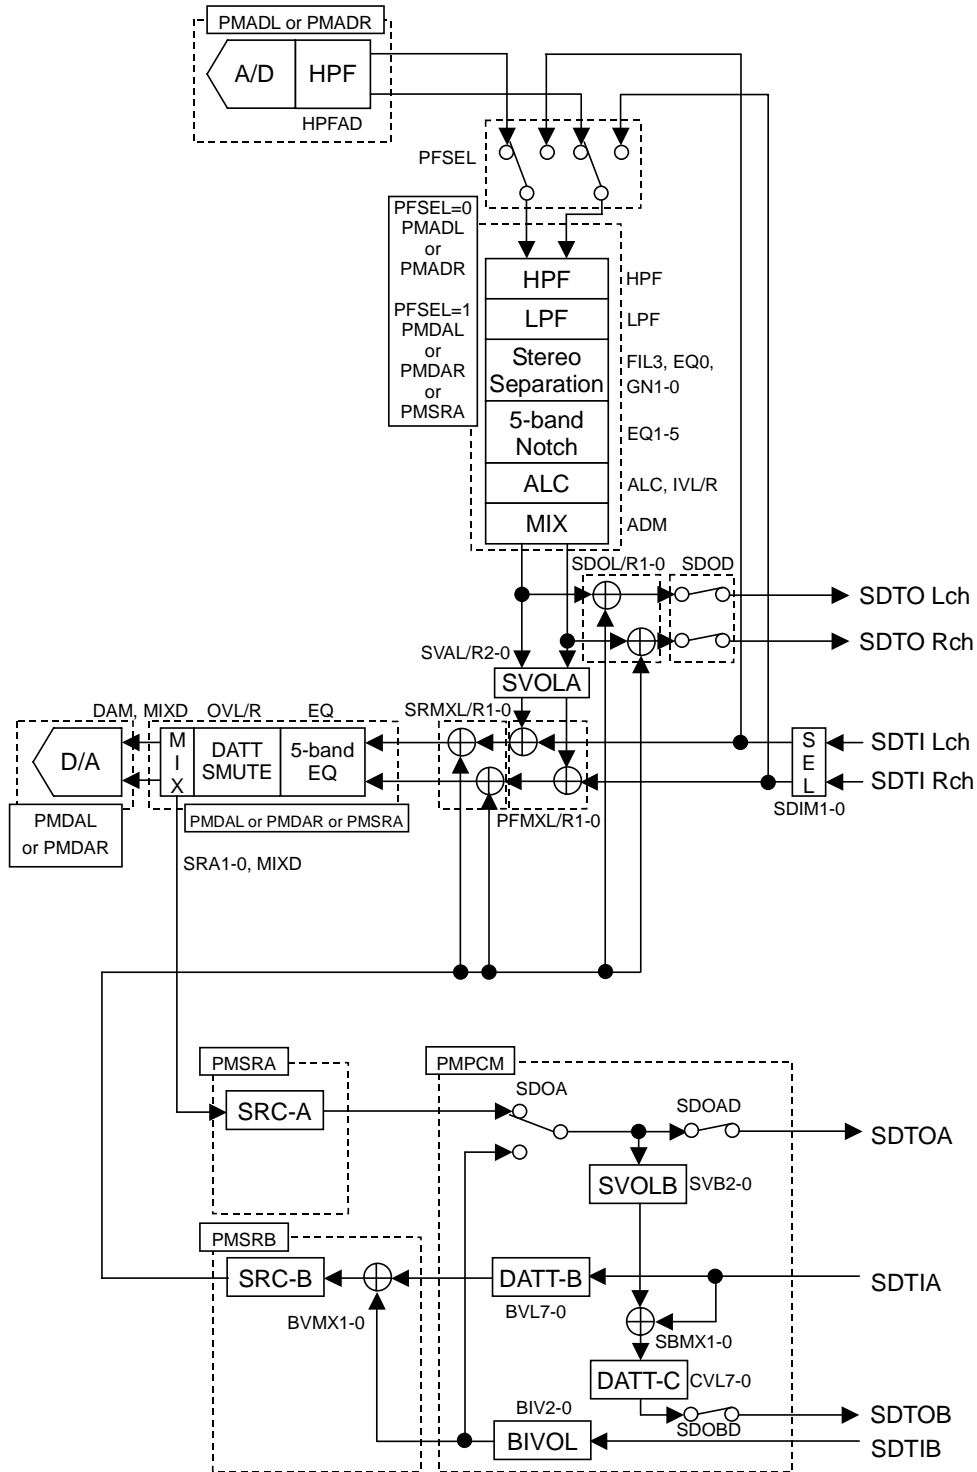 PMADL or PMADR
A/D
HPF
HPFAD
PFSEL
PFSEL=0
PMADL
or
PMADR
PFSEL=1
PMDAL
or
PMDAR
or
PMSRA
HPF
HPF
LPF
LPF
Stereo
Separation
FIL3, EQ0,
GN1-0
5-band
Notch
EQ1-5
ALC
ALC, IVL/R
MIX
ADM
SDOL/R1-0
SDOD
SDTO Lch
SDTO Rch
SVAL/R2-0
SVOLA
DAM, MIXD
OVL/R
EQ
SRMXL/R1-0
D/A
M
I
X
DATT
SMUTE
5-band
EQ
S
E
L
SDTI Lch
SDTI Rch
SDIM1-0
PMDAL
or PMDAR
PMDAL or PMDAR or PMSRA
PFMXL/R1-0
SRA1-0, MIXD
PMSRA
SRC-A
PMPCM
SDOA
SDOAD
SDTOA
SVOLB
SVB2-0
PMSRB
SRC-B
BVMX1-0
DATT-B
BVL7-0
SDTIA
SBMX1-0
DATT-C
CVL7-0
BIV2-0
BIVOL
SDOBD
SDTOB
SDTIB